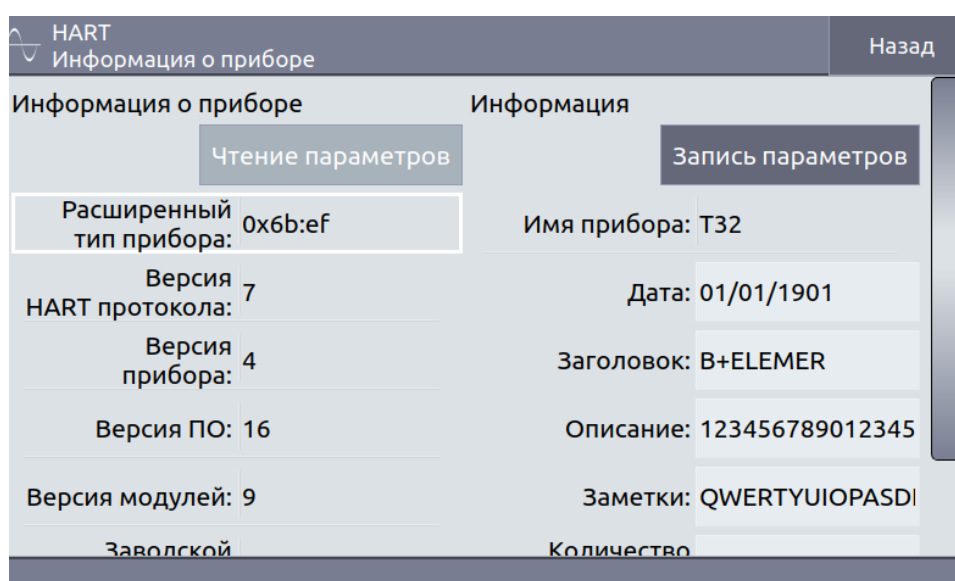 HART
Информация о приборе
Назад
Информация о приборе
Чтение параметров
Расширенный
тип прибора: 0x6b:ef
Версия
HART протокола: 7
Версия
прибора: 4
Версия ПО: 16
Версия модулей: 9
Заводской
Информация
Запись параметров
Имя прибора: T32
Дата: 01/01/1901
Заголовок: B+ELEMER
Описание: 123456789012345
Заметки: QWERTYUIOPASD
Количество